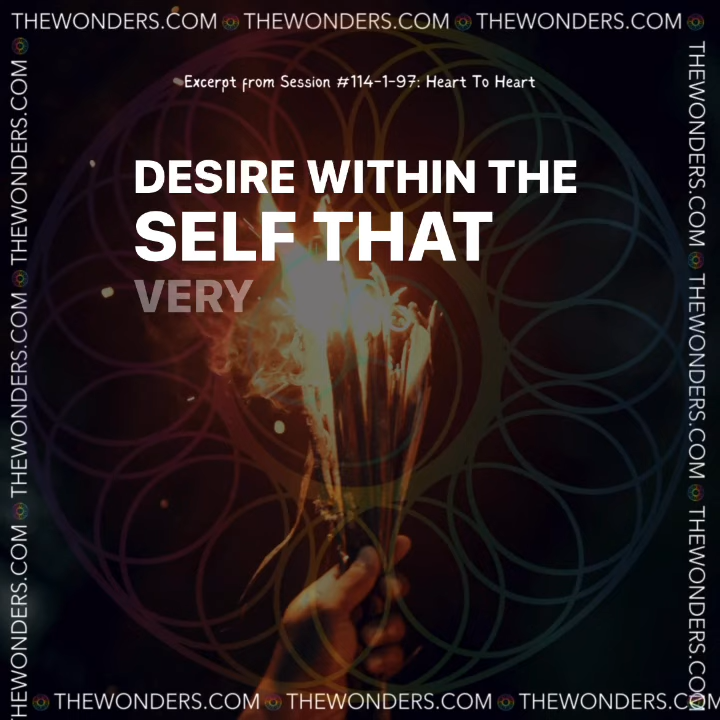 THEWONDERS.COM THEWONDERS.COM THEWONDERS.COM
Excerpt from Session #114-1-97: Heart To Heart
DESIRE WITHIN THE
SELF THAT
VERY
THEWONDERS.COM THEWONDERS.COM THEWONDERS.COM
THEWONDERS.COM THEWONDERS.COM THEWONDERS.COM
THEWONDERS.COM THEWONDERS.COM THEWONDERS.COM